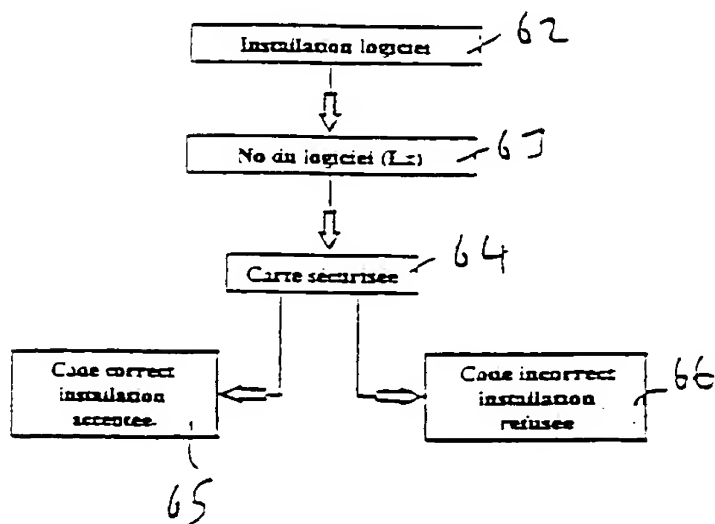 Installation logiciel
62
No du logiciel (Lx)
63
Carte sécurisée
64
Code correct
installation
acceptée.
65
Code incorrect
installation
refusée
66